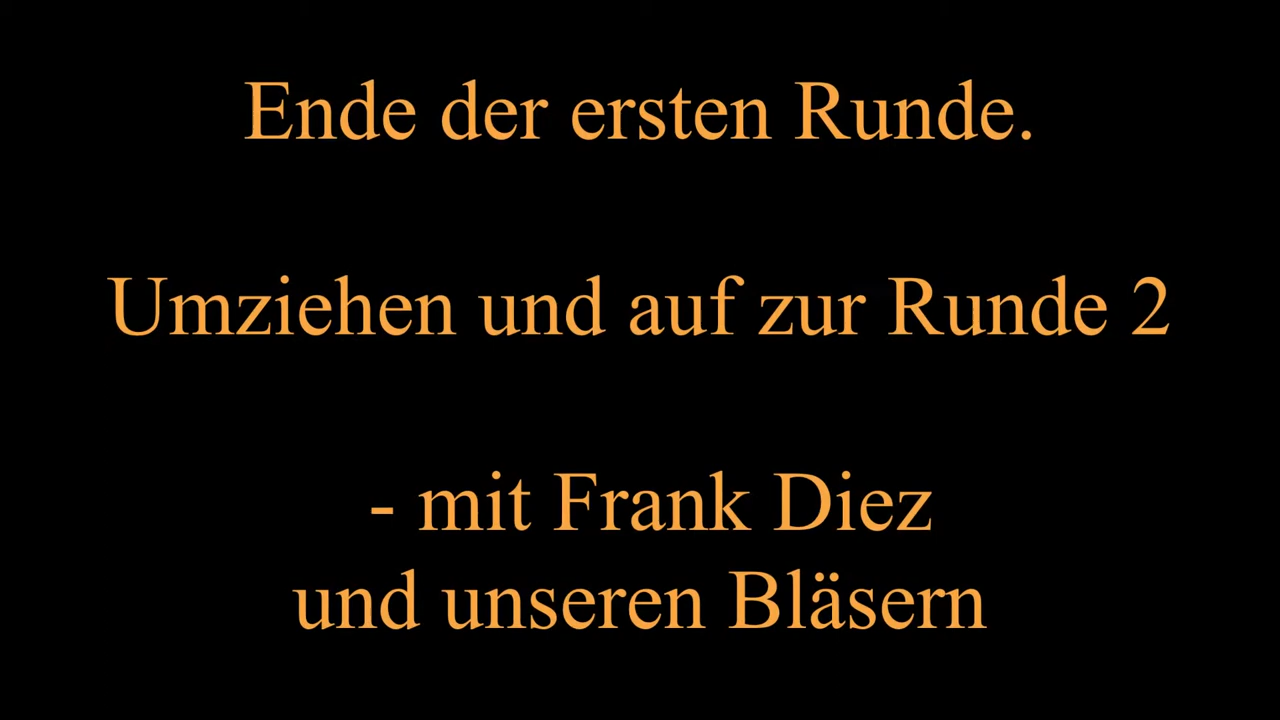 Ende der ersten Runde.
Umziehen und auf zur Runde 2
- mit Frank Diez
und unseren Bläsern